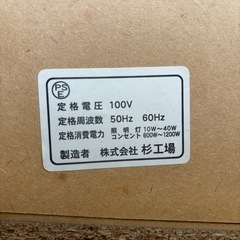 PS
E
定格電圧 100V
定格周波数 50Hz 60Hz
定格消費電力 照明灯 10W～40W
コンセント 600W～1200W
製造者 株式会社 杉工場